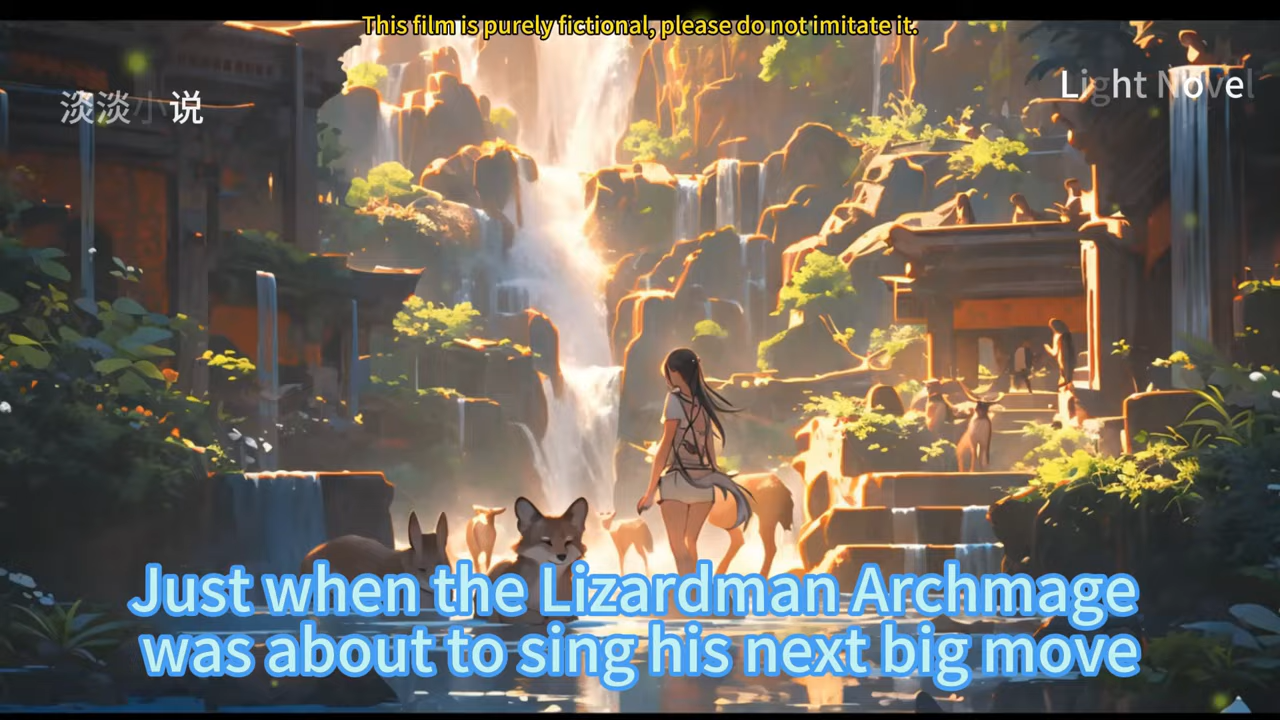 This film is purely fictional, please do not imitate it.
淡淡小说
Light Novel
Just when the Lizardman Archmage
was about to sing his next big move